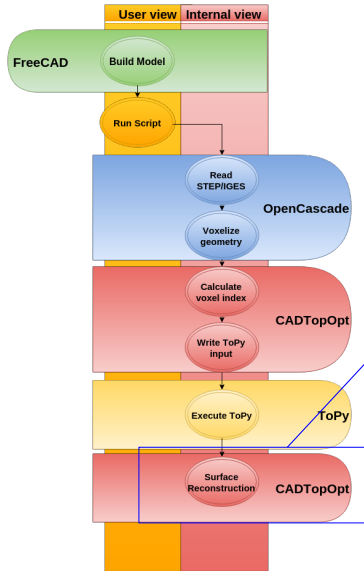 User view
Internal view
FreeCAD
Build Model
Run Script
Read
STEP/IGES
OpenCascade
Voxelize
geometry
Calculate
voxel index
CADTopOpt
Write ToPy
input
Execute ToPy
ToPy
Surface
Reconstruction
CADTopOpt